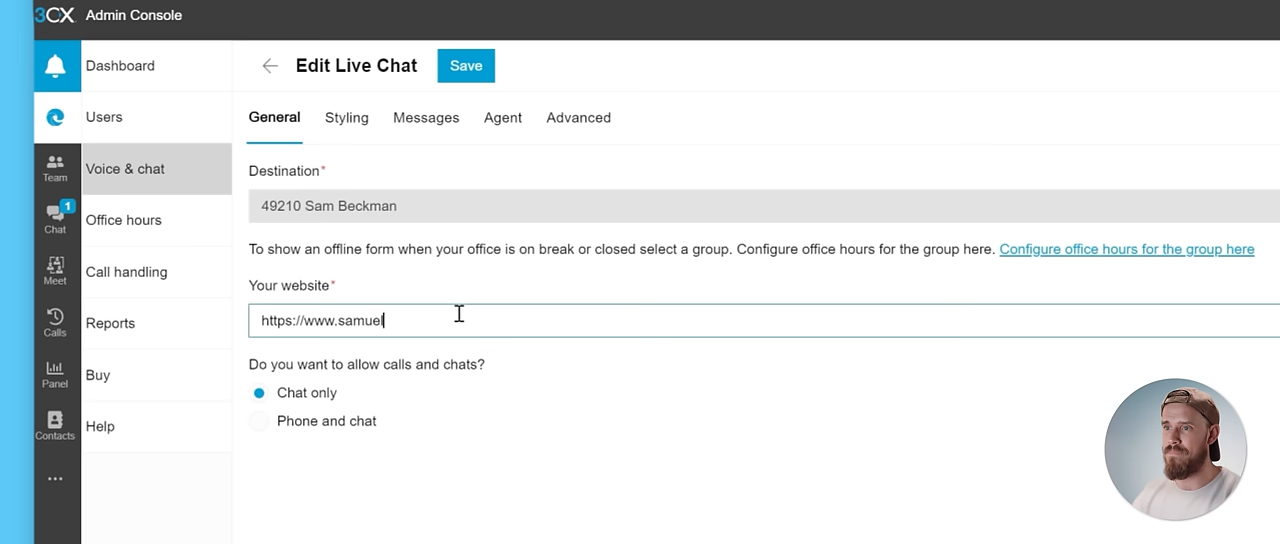 3CX Admin Console
Dashboard
Edit Live Chat
Save
Users
General
Styling
Messages
Agent
Advanced
Team
Voice & chat
Destination*
1
Chat
Office hours
49210 Sam Beckman
To show an offline form when your office is on break or closed select a group. Configure office hours for the group here. Configure office hours for the group here
Meet
Call handling
Your website*
Calls
Reports
https://www.samuel
Panel
Buy
Do you want to allow calls and chats?
Chat only
Contacts
Help
Phone and chat